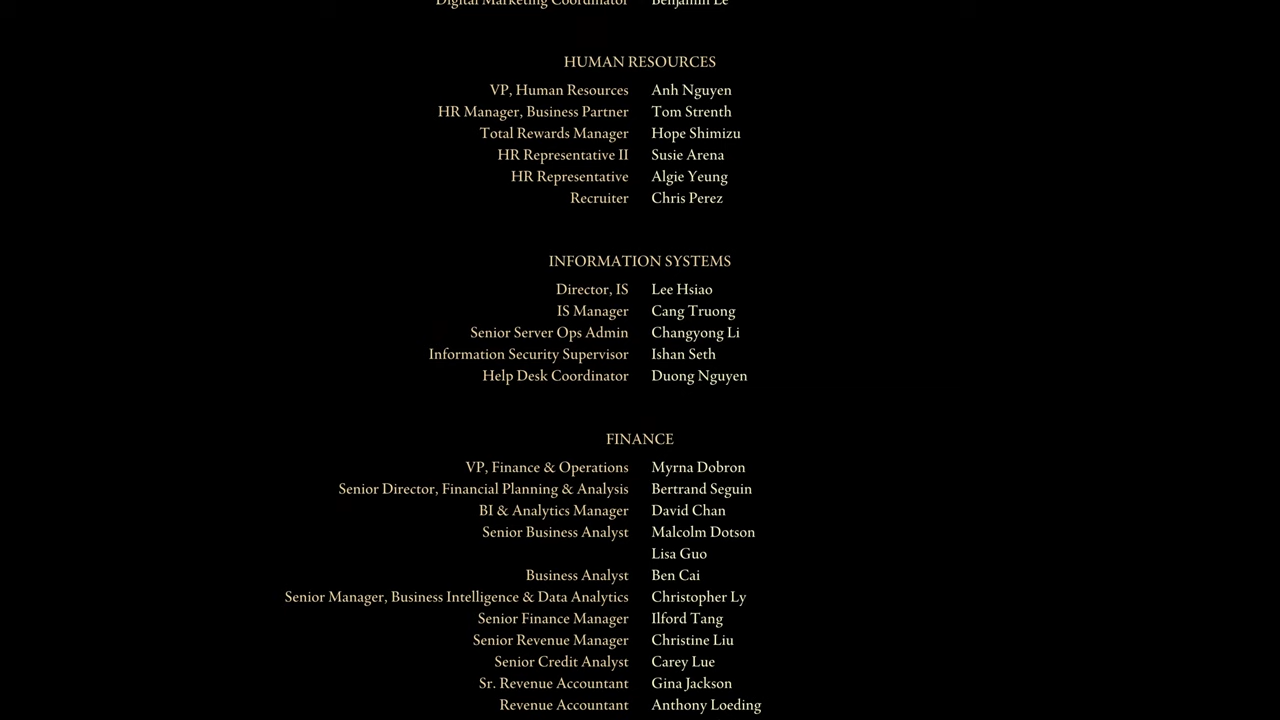 Digital Marketing Coordinator Benjamin Le
HUMAN RESOURCES
VP, Human Resources Anh Nguyen
HR Manager, Business Partner Tom Strenth
Total Rewards Manager Hope Shimizu
HR Representative II Susie Arena
HR Representative Algie Yeung
Recruiter Chris Perez
INFORMATION SYSTEMS
Director, IS Lee Hsiao
IS Manager Cang Truong
Senior Server Ops Admin Changyong Li
Information Security Supervisor Ishan Seth
Help Desk Coordinator Duong Nguyen
FINANCE
VP, Finance & Operations Myrna Dobron
Senior Director, Financial Planning & Analysis Bertrand Seguin
BI & Analytics Manager David Chan
Senior Business Analyst Malcolm Dotson
Lisa Guo
Business Analyst Ben Cai
Senior Manager, Business Intelligence & Data Analytics Christopher Ly
Senior Finance Manager Ilford Tang
Senior Revenue Manager Christine Liu
Senior Credit Analyst Carey Lue
Sr. Revenue Accountant Gina Jackson
Revenue Accountant Anthony Loeding